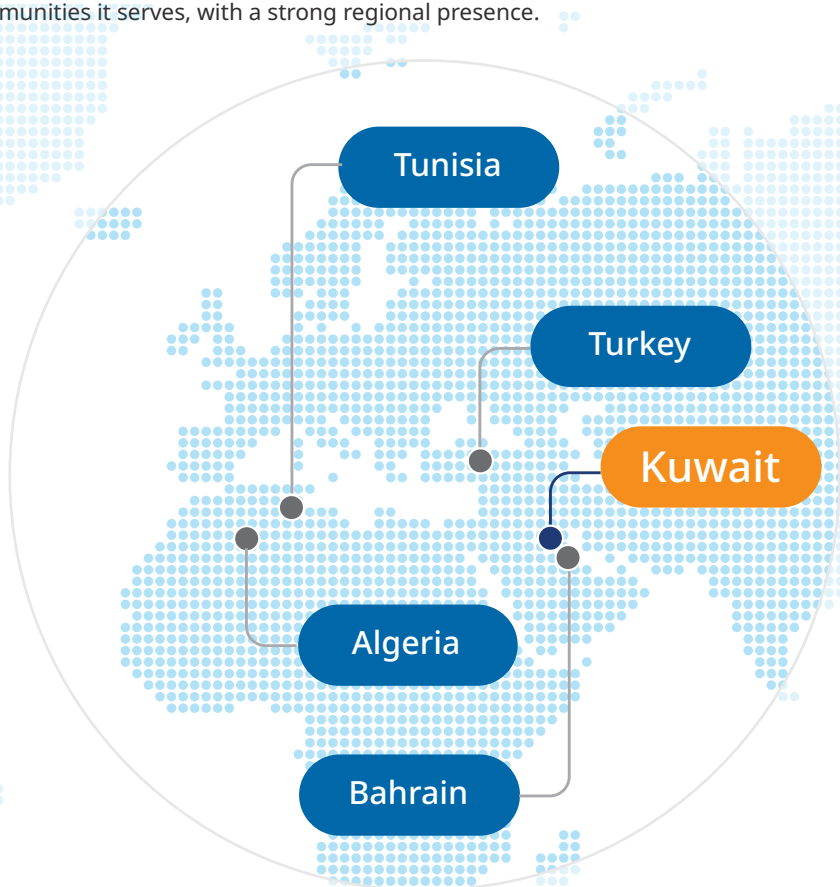 munities it serves, with a strong regional presence.
Tunisia
Turkey
Kuwait
Algeria
Bahrain